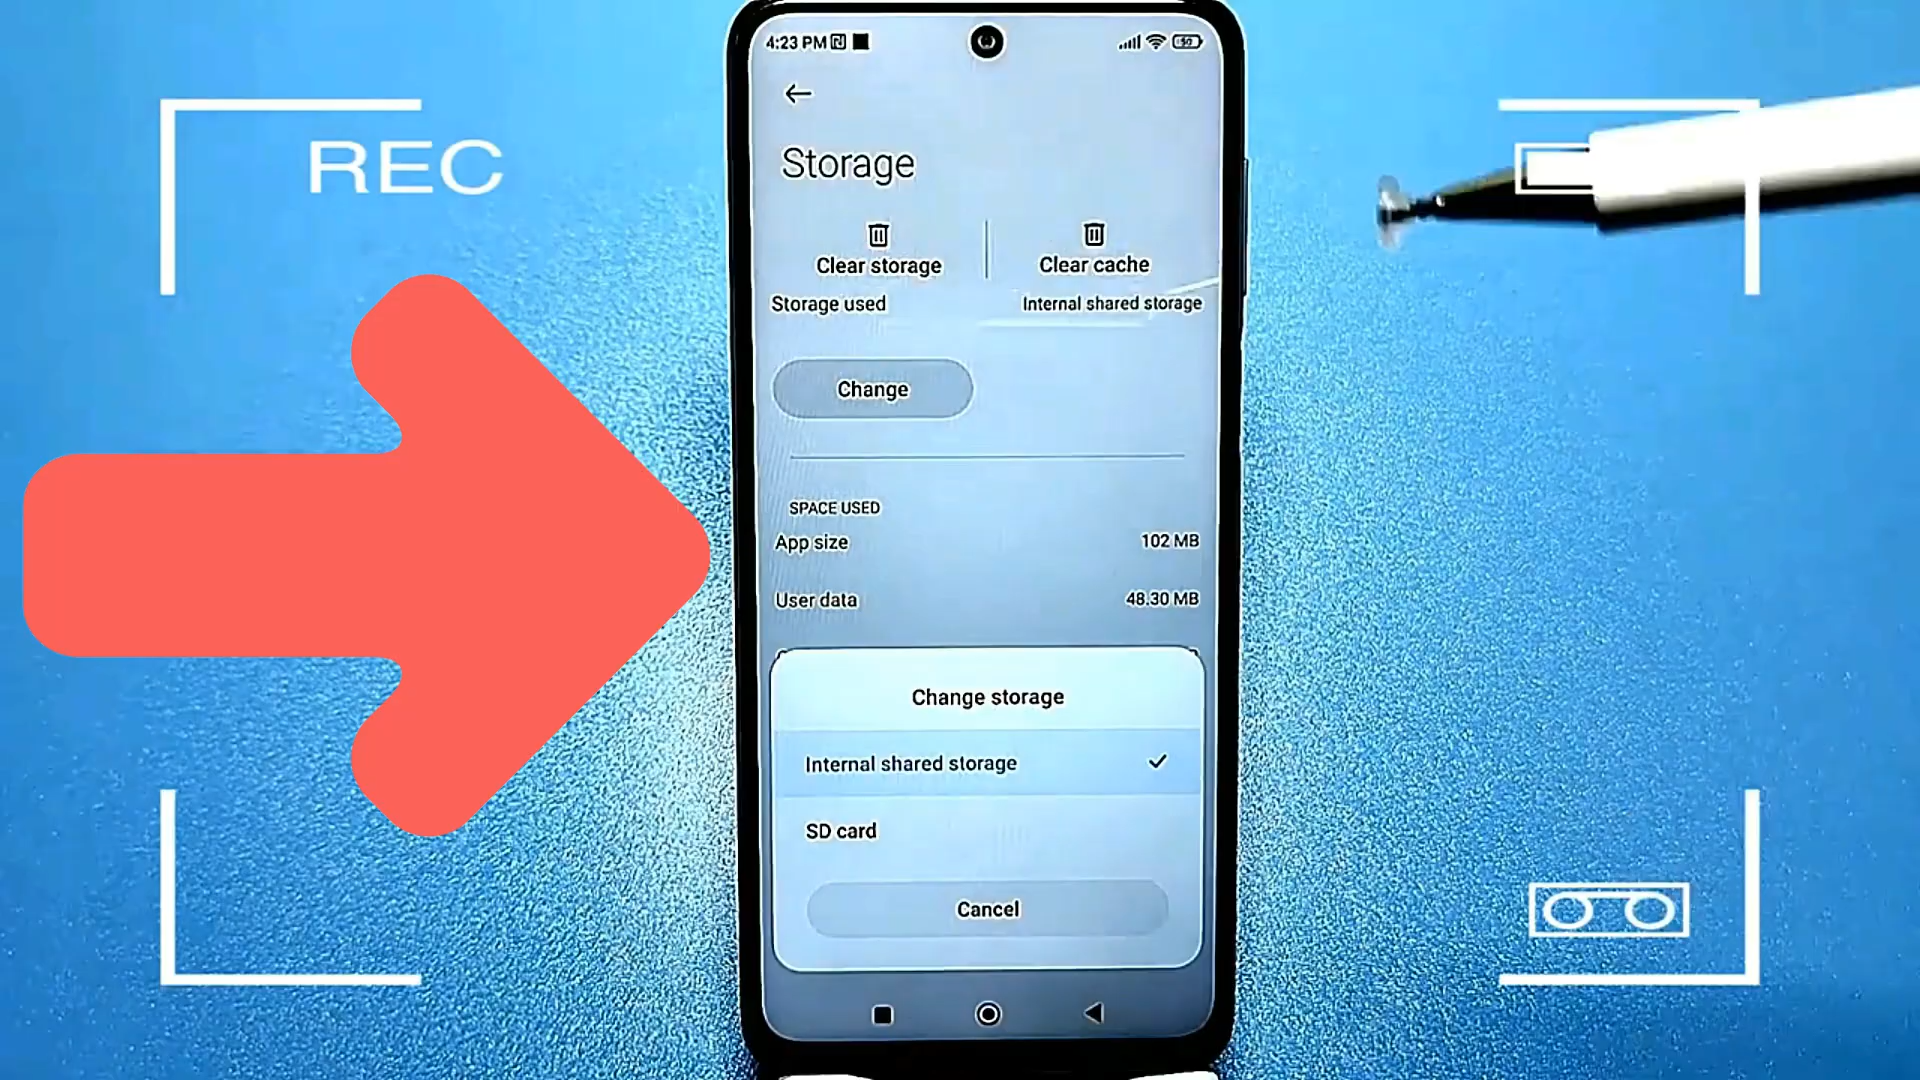 4:23 PM
50
REC
Storage
Clear storage
Clear cache
Storage used
Internal shared storage
Change
SPACE USED
App size
102 MB
User data
48.30 MB
Change storage
Internal shared storage
SD card
Cancel